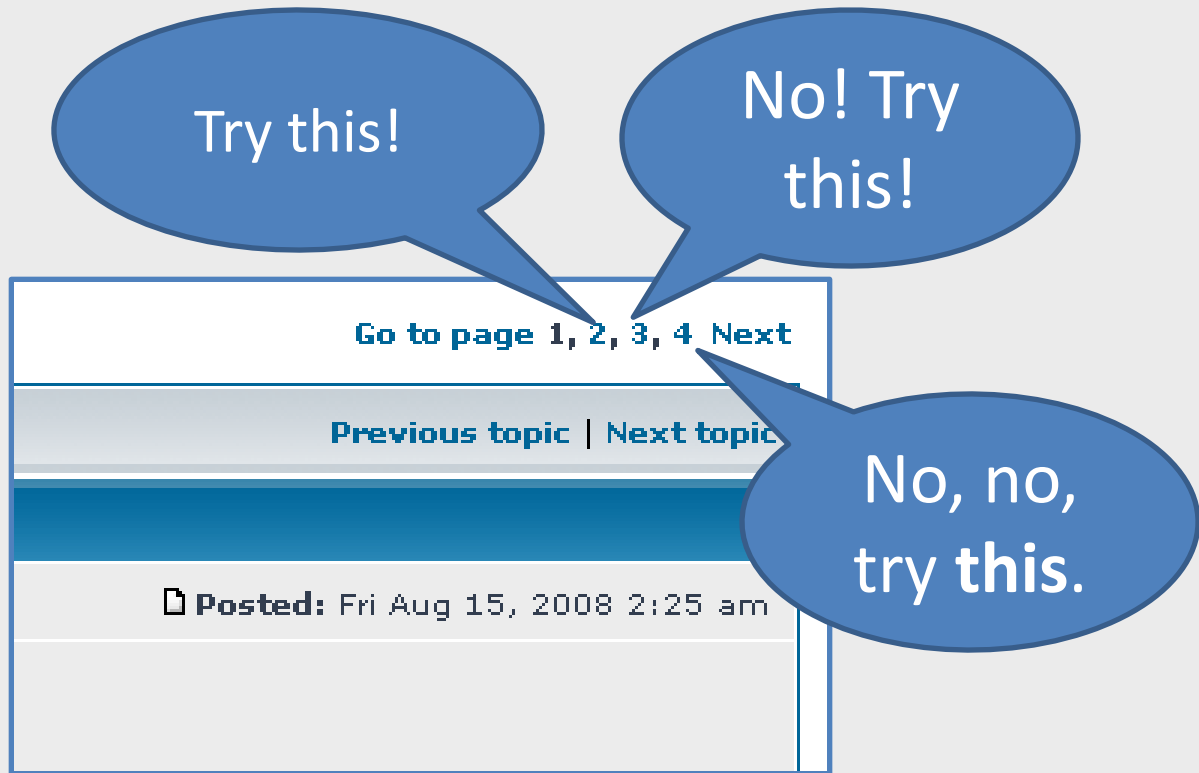 Try this!
No! Try
this!
Go to page 1, 2, 3, 4 Next
Previous topic | Next topic
No, no,
try this.
Posted: Fri Aug 15, 2008 2:25 am